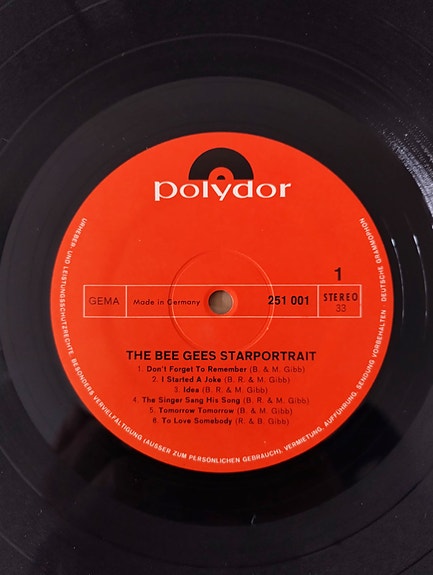 polydor
1
GEMA
Made in Germany
251 001
STEREO
33
THE BEE GEES STARPORTRAIT
1. Don't Forget To Remember (B. & M. Gibb)
2. I Started A Joke (B. R. & M. Gibb)
3. Idea (B. R. & M. Gibb)
4. The Singer Sang His Song (B. R. & M. Gibb)
5. Tomorrow Tomorrow (B. & M. Gibb)
6. To Love Somebody (R. & B. Gibb)
URHEBER- UND LEISTUNGSSCHUTZRECHTE, BESONDERS VERVIELFÄLTIGUNG (AUSSER ZUM PERSÖNLICHEN GEBRAUCH), VERMIETUNG, AUFFÜHRUNG, SENDUNG VORBEHALTEN · DEUTSCHE GRAMMOPHON